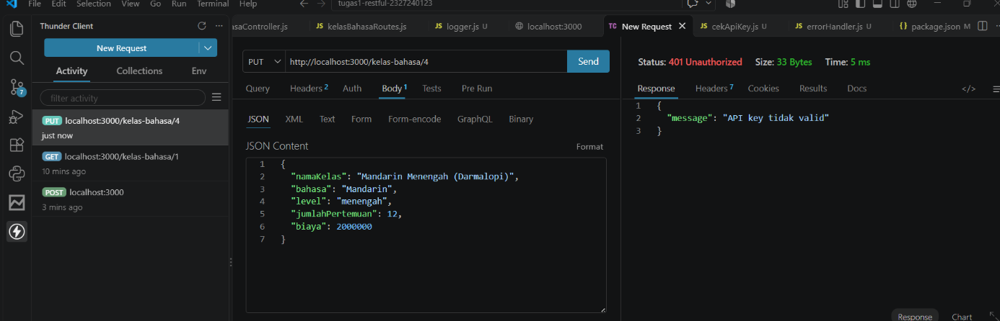 File Edit Selection View Go Run Terminal Help
tugas1-restful-2327240123
Thunder Client
New Request
Activity Collections Env
filter activity
PUT localhost:3000/kelas-bahasa/4
just now
GET localhost:3000/kelas-bahasa/1
10 mins ago
POST localhost:3000
3 mins ago
7
asaController.js JS kelasBahasaRoutes.js JS logger.js U localhost:3000 TC New Request JS cekApiKey.js U JS errorHandler.js U {} package.json M
PUT http://localhost:3000/kelas-bahasa/4 Send
Query Headers 2 Auth Body 1 Tests Pre Run
JSON XML Text Form Form-encode GraphQL Binary
JSON Content Format
1 {
2 "namaKelas": "Mandarin Menengah (Darmalopi)",
3 "bahasa": "Mandarin",
4 "level": "menengah",
5 "jumlahPertemuan": 12,
6 "biaya": 2000000
7 }
Status: 401 Unauthorized Size: 33 Bytes Time: 5 ms
Response Headers 7 Cookies Results Docs </>
1 {
2 "message": "API key tidak valid"
3 }
Response Chart